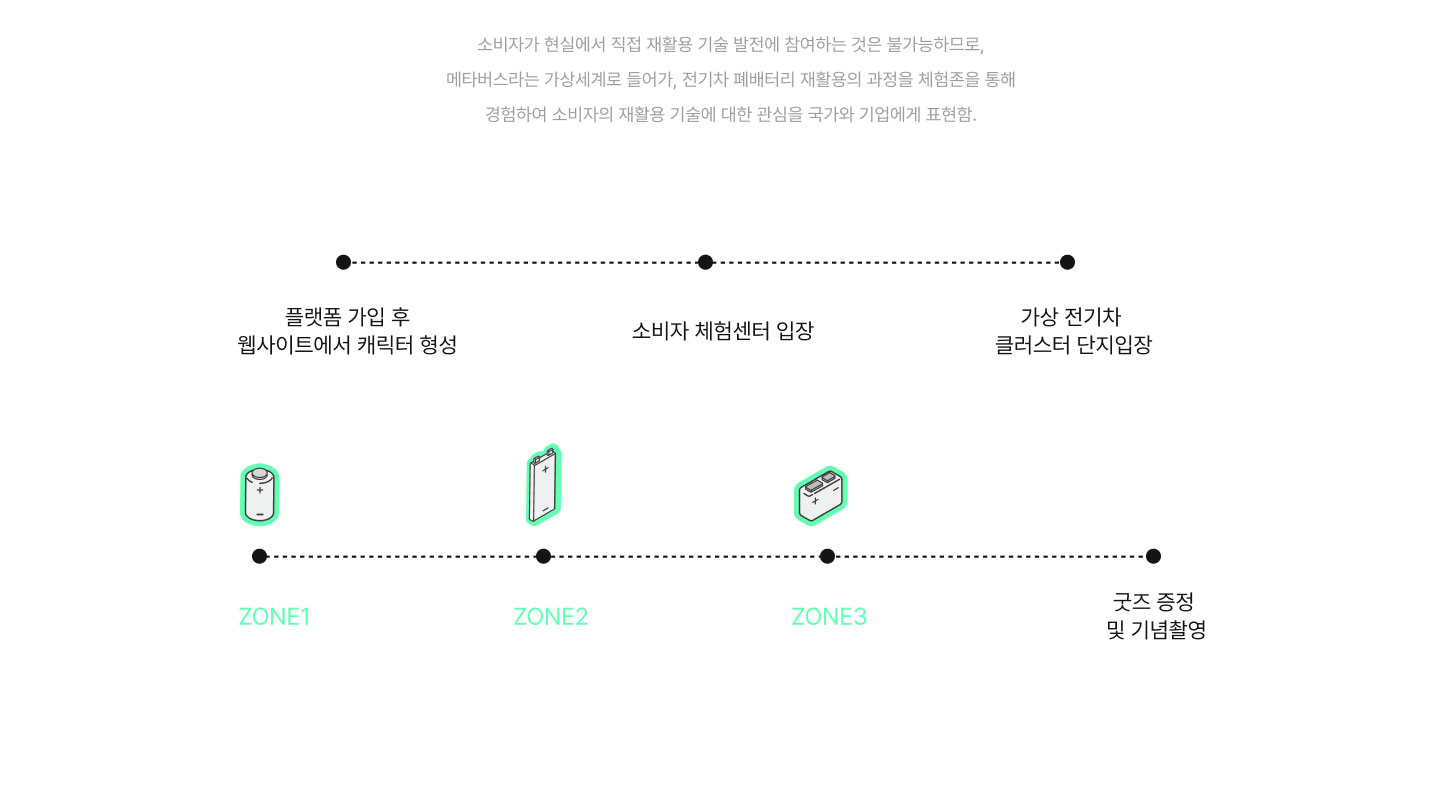 소비자가 현실에서 직접 재활용 기술 발전에 참여하는 것은 불가능하므로,
메타버스라는 가상세계로 들어가, 전기차 폐배터리 재활용의 과정을 체험존을 통해
경험하여 소비자의 재활용 기술에 대한 관심을 국가와 기업에게 표현함.
플랫폼 가입 후
웹사이트에서 캐릭터 형성
소비자 체험센터 입장
가상 전기차
클러스터 단지입장
ZONE1
ZONE2
ZONE3
굿즈 증정
및 기념촬영